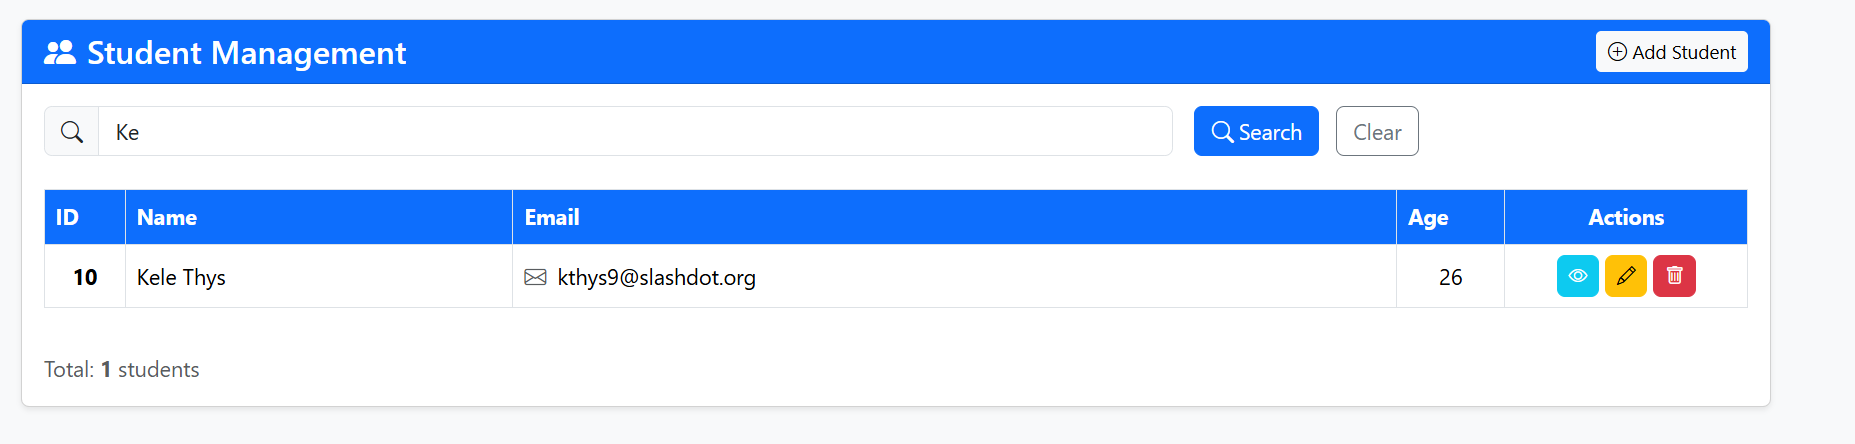 Student Management
Add Student
Ke
Search
Clear
ID Name Email Age Actions
10 Kele Thys kthys9@slashdot.org 26
Total: 1 students